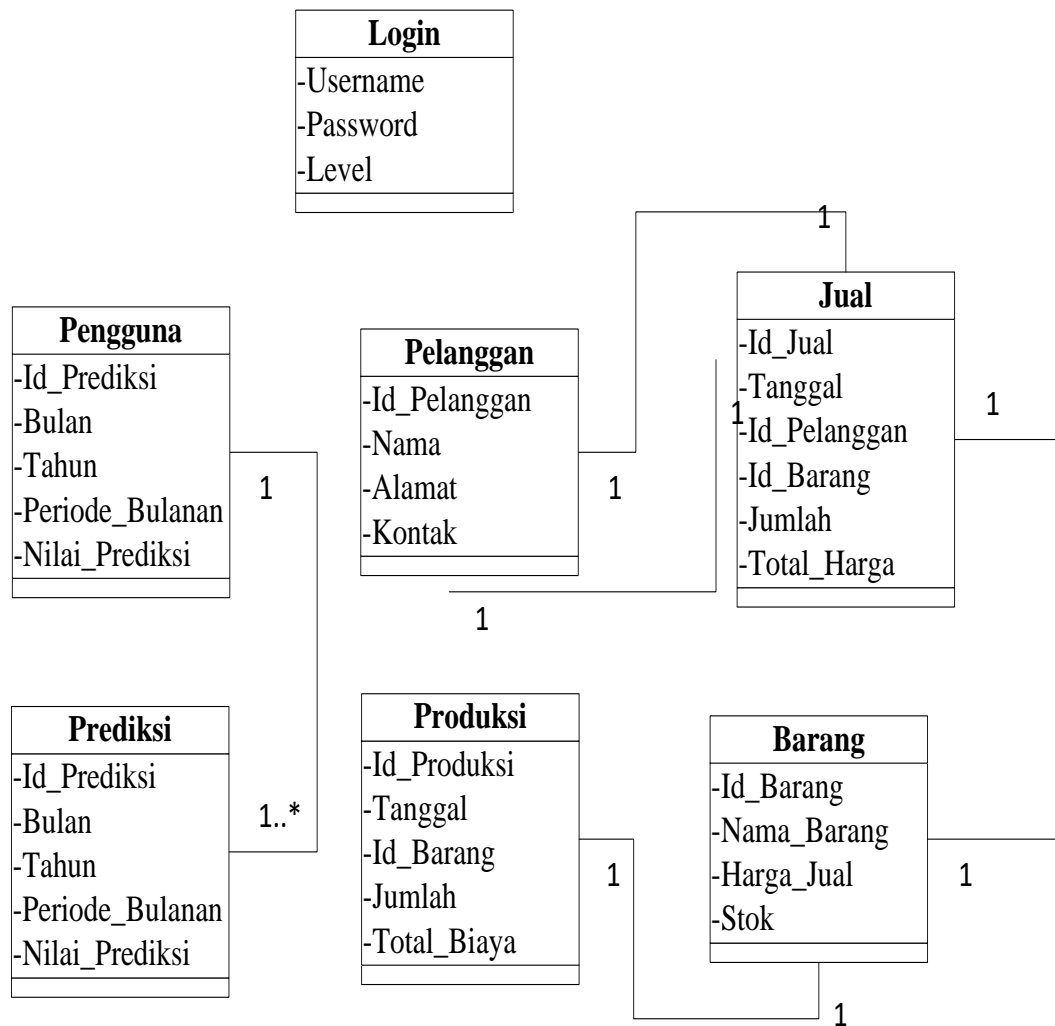 Login
-Username
-Password
-Level
1
Jual
-Id_Jual
-Tanggal
-Id_Pelanggan
-Id_Barang
-Jumlah
-Total_Harga
1
1
Pengguna
-Id_Prediksi
-Bulan
-Tahun
-Periode_Bulanan
-Nilai_Prediksi
1
Pelanggan
-Id_Pelanggan
-Nama
-Alamat
-Kontak
1
1
Prediksi
-Id_Prediksi
-Bulan
-Tahun
-Periode_Bulanan
-Nilai_Prediksi
1..*
Produksi
-Id_Produksi
-Tanggal
-Id_Barang
-Jumlah
-Total_Biaya
1
Barang
-Id_Barang
-Nama_Barang
-Harga_Jual
-Stok
1
1